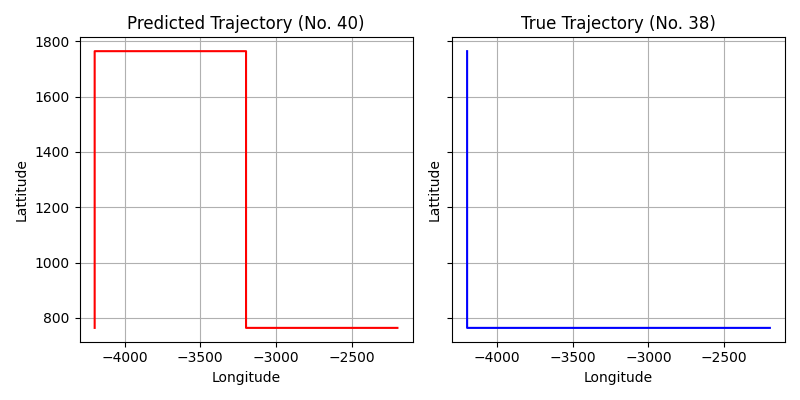 Predicted Trajectory (No. 40)
True Trajectory (No. 38)
1800
1600
1400
1200
1000
800
Lattitude
Lattitude
−4000 −3500 −3000 −2500
−4000 −3500 −3000 −2500
Longitude
Longitude